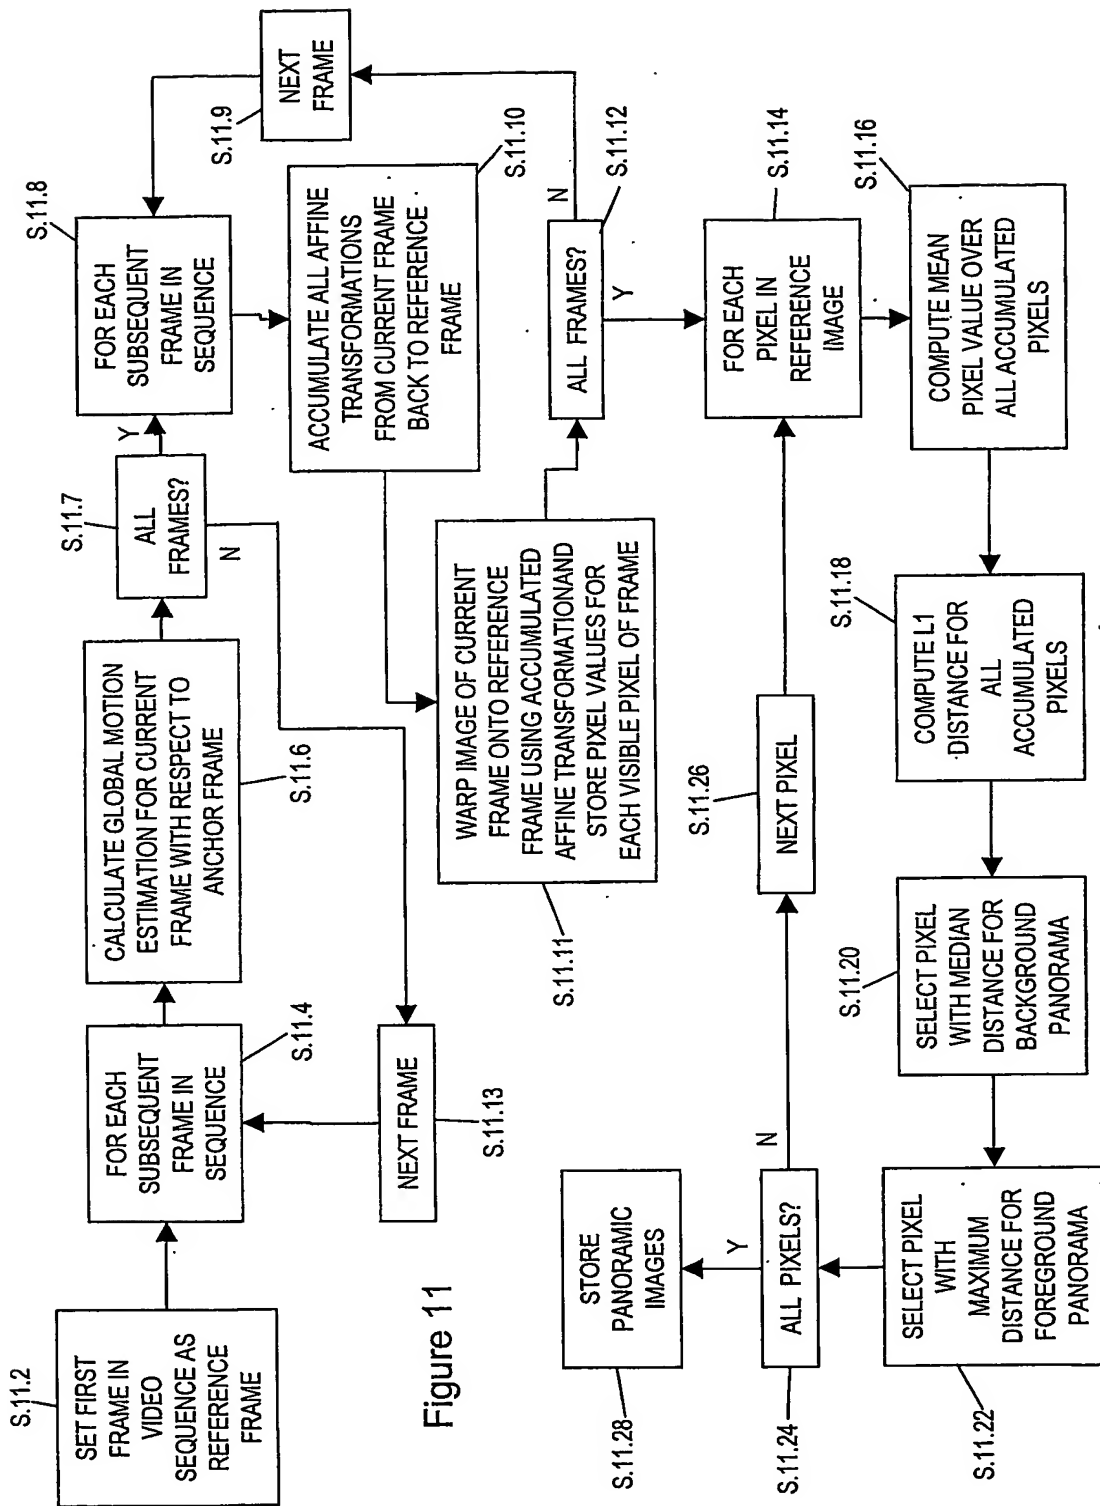 S.11.2
SET FIRST
FRAME IN
VIDEO
SEQUENCE AS
REFERENCE
FRAME
FOR EACH
SUBSEQUENT
FRAME IN
SEQUENCE
S.11.4
CALCULATE GLOBAL MOTION
ESTIMATION FOR CURRENT
FRAME WITH RESPECT TO
ANCHOR FRAME
S.11.6
S.11.7
ALL
FRAMES?
Y
N
NEXT FRAME
S.11.13
S.11.8
FOR EACH
SUBSEQUENT
FRAME IN
SEQUENCE
S.11.9
NEXT
FRAME
ACCUMULATE ALL AFFINE
TRANSFORMATIONS
FROM CURRENT FRAME
BACK TO REFERENCE
FRAME
S.11.10
WARP IMAGE OF CURRENT
FRAME ONTO REFERENCE
FRAME USING ACCUMULATED
AFFINE TRANSFORMATIONAND
STORE PIXEL VALUES FOR
EACH VISIBLE PIXEL OF FRAME
S.11.11
ALL FRAMES?
S.11.12
N
Y
FOR EACH
PIXEL IN
REFERENCE
IMAGE
S.11.14
COMPUTE MEAN
PIXEL VALUE OVER
ALL ACCUMULATED
PIXELS
S.11.16
S.11.18
COMPUTE L1
DISTANCE FOR
ALL
ACCUMULATED
PIXELS
S.11.20
SELECT PIXEL
WITH MEDIAN
DISTANCE FOR
BACKGROUND
PANORAMA
SELECT PIXEL
WITH
MAXIMUM
DISTANCE FOR
FOREGROUND
PANORAMA
S.11.22
ALL PIXELS?
S.11.24
N
Y
NEXT PIXEL
S.11.26
STORE
PANORAMIC
IMAGES
S.11.28
Figure 11